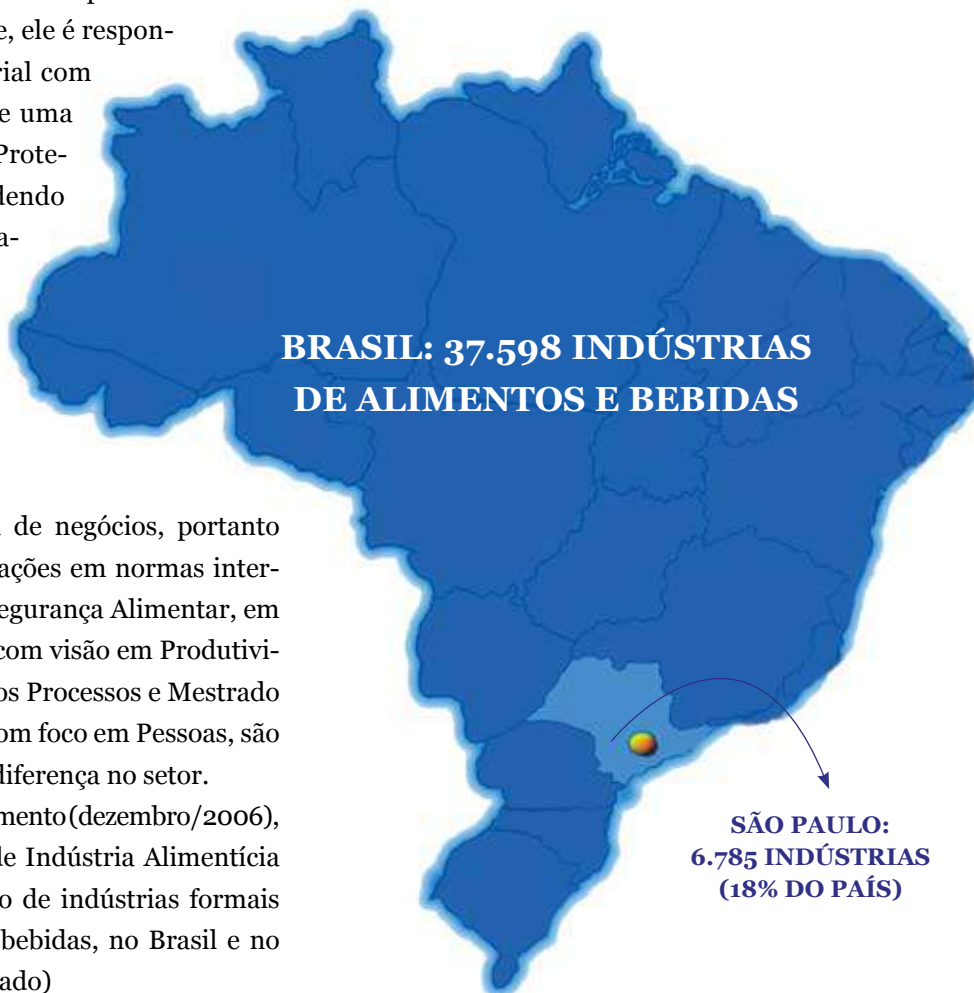 e, ele é respon-
rial com
e uma
Prote-
dendo
a-
BRASIL: 37.598 INDÚSTRIAS
DE ALIMENTOS E BEBIDAS
de negócios, portanto
ações em normas inter-
egurança Alimentar, em
com visão em Produtivi-
os Processos e Mestrado
om foco em Pessoas, são
diferença no setor.
mento (dezembro/2006),
de Indústria Alimentícia
o de indústrias formais
bebidas, no Brasil e no
ado)
SÃO PAULO:
6.785 INDÚSTRIAS
(18% DO PAÍS)